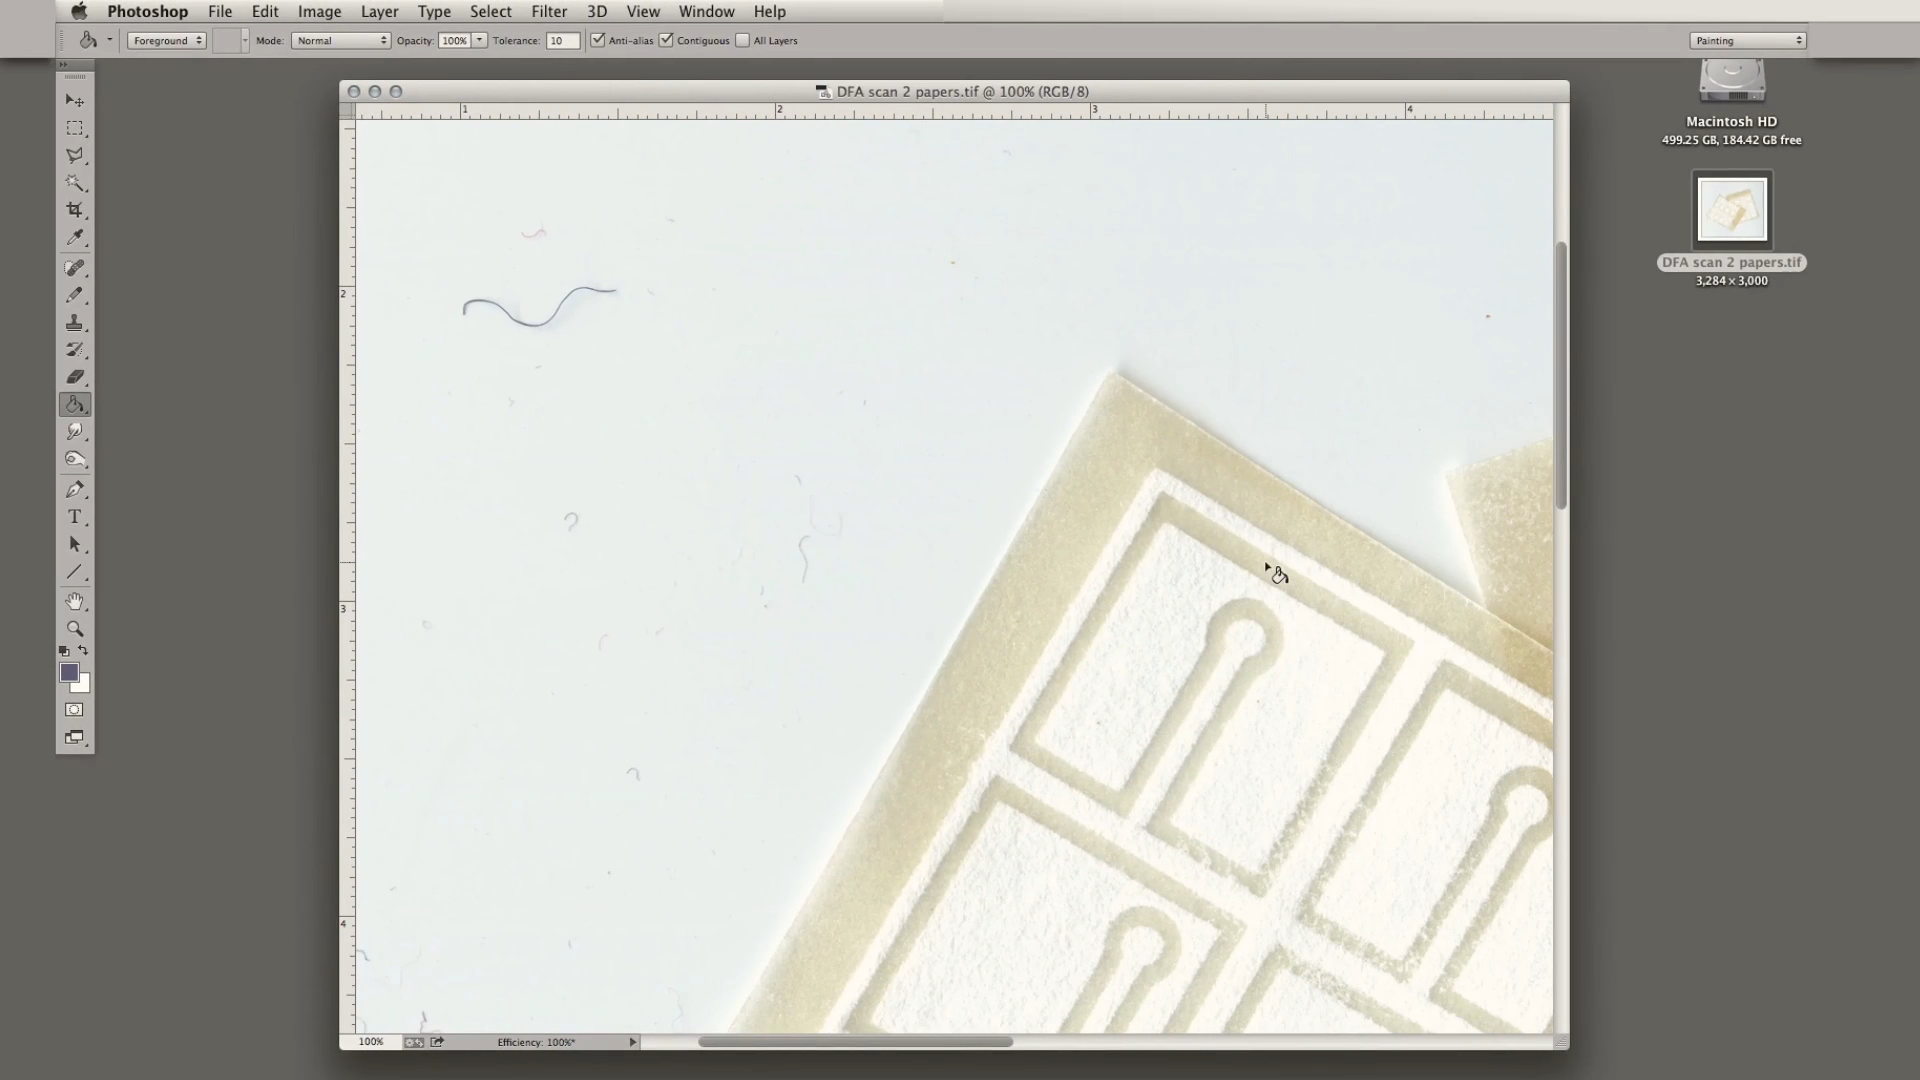 Photoshop File Edit Image Layer Type Select Filter 3D View Window Help
Foreground Mode: Normal Opacity: 100% Tolerance: 10 Anti-alias Contiguous All Layers Painting
DFA scan 2 papers.tif @ 100% (RGB/8)
1 2 3 4
Macintosh HD
499.25 GB, 184.42 GB free
DFA scan 2 papers.tif
3,284 × 3,000
2
3
4
T
100% Efficiency: 100%*